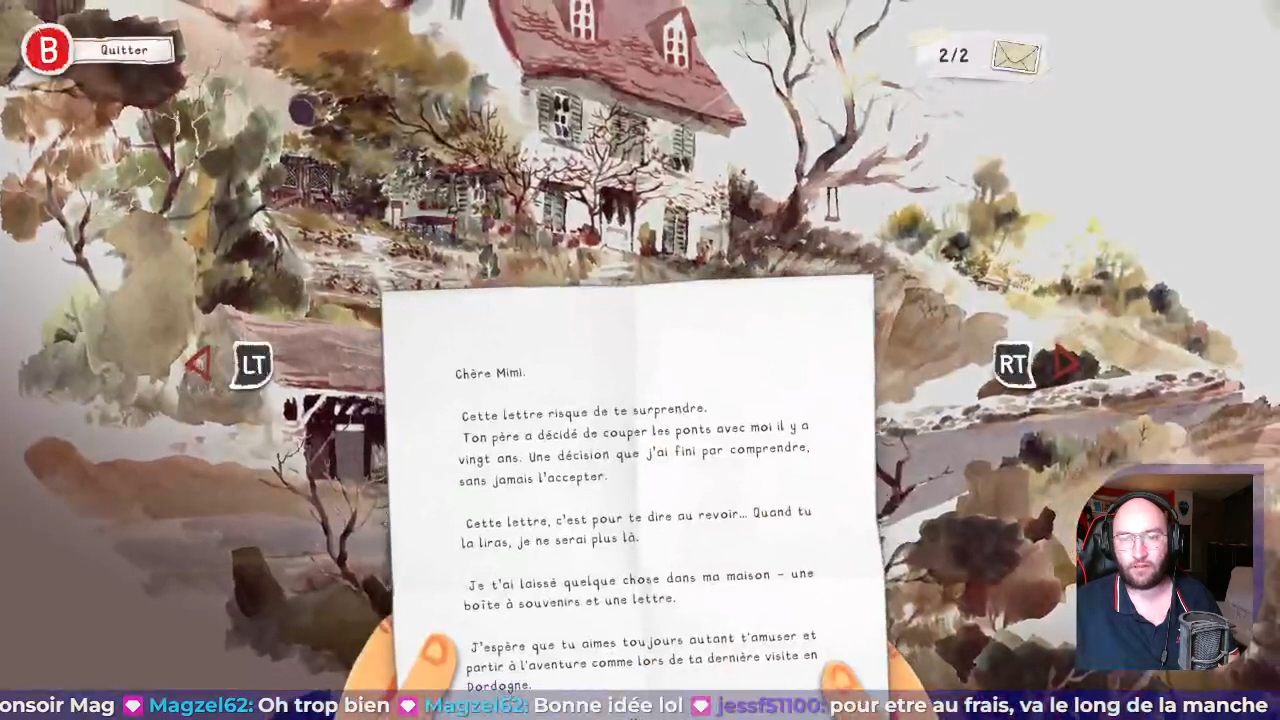 B Quitter
2/2
LT
RT
Chère Mimi.
Cette lettre risque de te surprendre.
Ton père a décidé de couper les ponts avec moi il y a
vingt ans. Une décision que j'ai fini par comprendre,
sans jamais l'accepter.
Cette lettre, c'est pour te dire au revoir... Quand tu
la liras, je ne serai plus là.
Je t'ai laissé quelque chose dans ma maison – une
boîte à souvenirs et une lettre.
J'espère que tu aimes toujours autant t'amuser et
partir à l'aventure comme lors de ta dernière visite en
Dordogne.
onsoir Mag Magzel62: Oh trop bien Magzel62: Bonne idée lol jessf51100: pour etre au frais, va le long de la manche